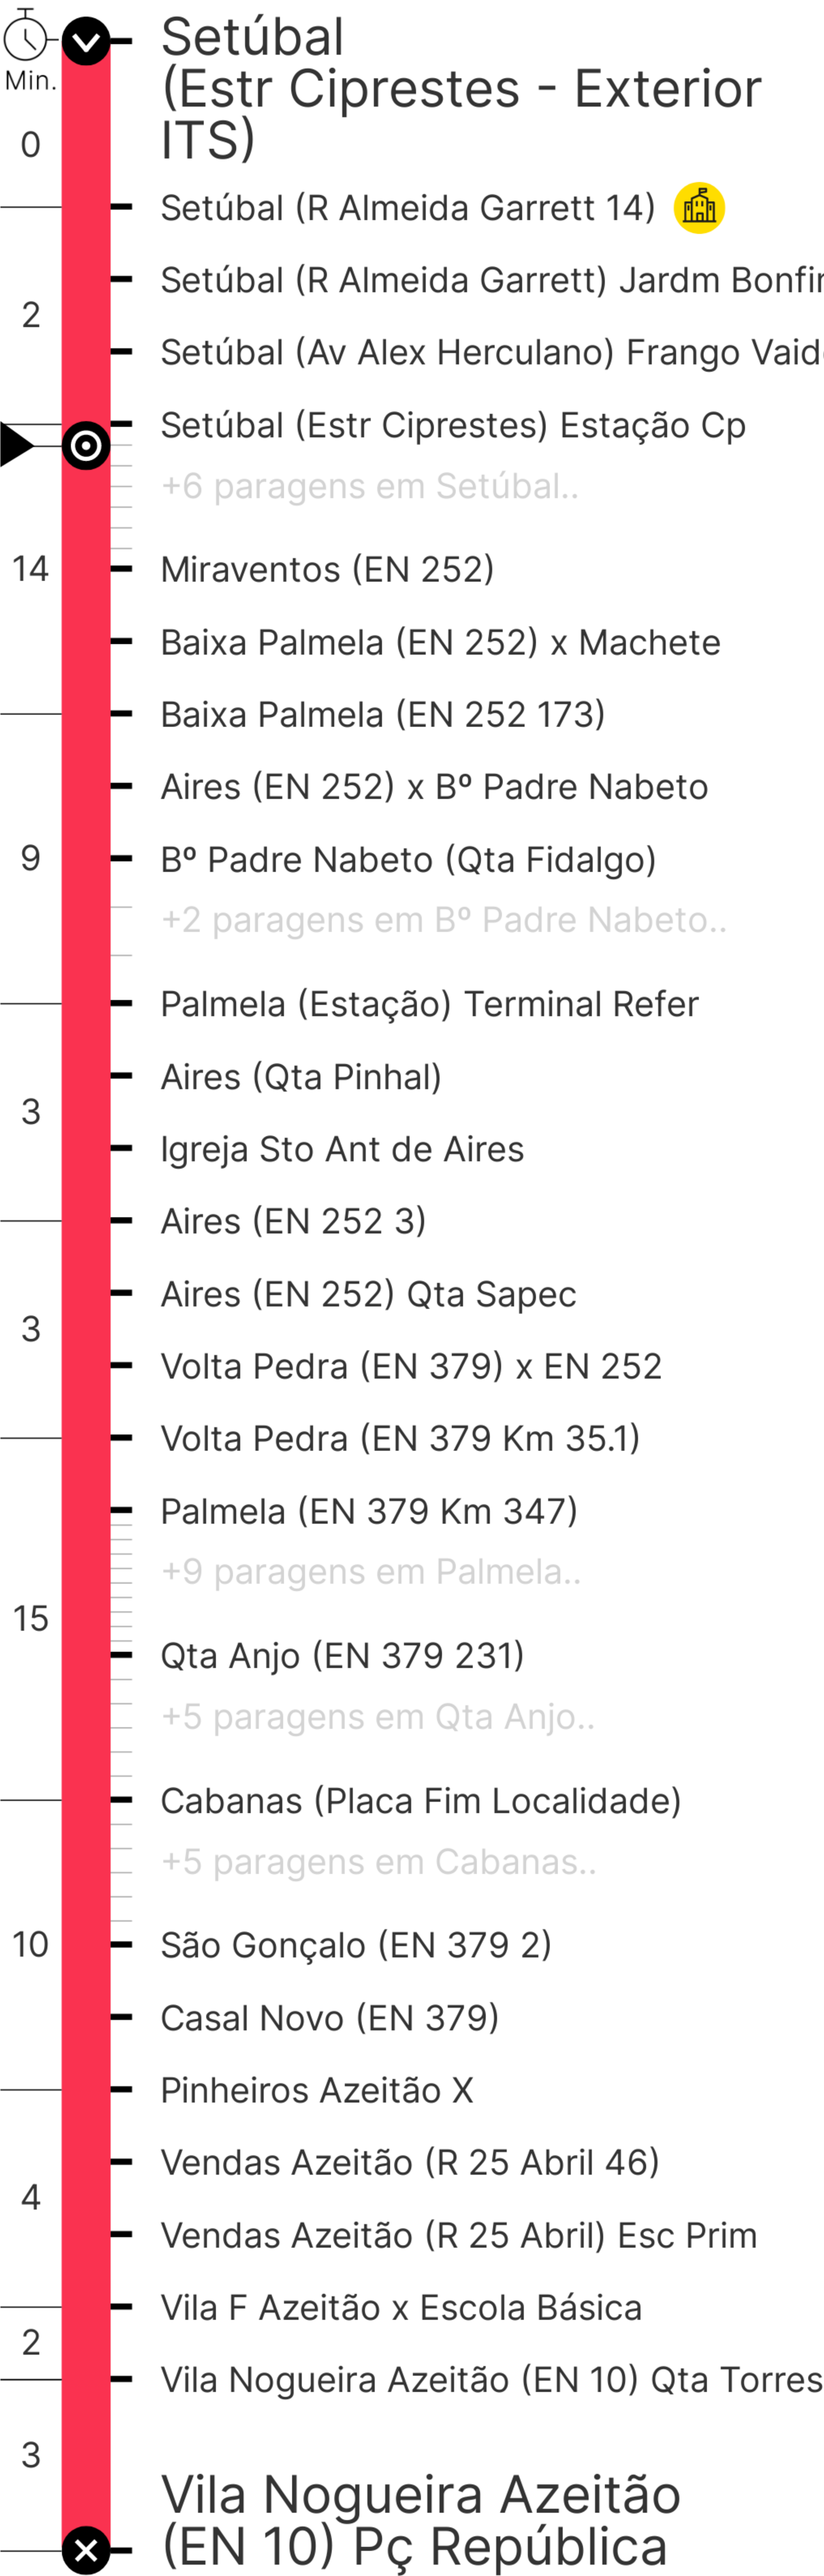 Min.
Setúbal
(Estr Ciprestes - Exterior
ITS)
0
Setúbal (R Almeida Garrett 14)
Setúbal (R Almeida Garrett) Jardm
2
Setúbal (Av Alex Herculano) Frango
Setúbal (Estr Ciprestes) Estação Cp
+6 paragens em Setúbal..
14
Miraventos (EN 252)
Baixa Palmela (EN 252) x Machete
Baixa Palmela (EN 252 173)
Aires (EN 252) x Bº Padre Nabeto
9
Bº Padre Nabeto (Qta Fidalgo)
+2 paragens em Bº Padre Nabeto..
Palmela (Estação) Terminal Refer
Aires (Qta Pinhal)
3
Igreja Sto Ant de Aires
Aires (EN 252 3)
Aires (EN 252) Qta Sapec
3
Volta Pedra (EN 379) x EN 252
Volta Pedra (EN 379 Km 35.1)
Palmela (EN 379 Km 347)
+9 paragens em Palmela..
15
Qta Anjo (EN 379 231)
+5 paragens em Qta Anjo..
Cabanas (Placa Fim Localidade)
+5 paragens em Cabanas..
10
São Gonçalo (EN 379 2)
Casal Novo (EN 379)
Pinheiros Azeitão X
Vendas Azeitão (R 25 Abril 46)
4
Vendas Azeitão (R 25 Abril) Esc Prim
Vila F Azeitão x Escola Básica
2
Vila Nogueira Azeitão (EN 10) Qta Torres
3
Vila Nogueira Azeitão
(EN 10) Pç República